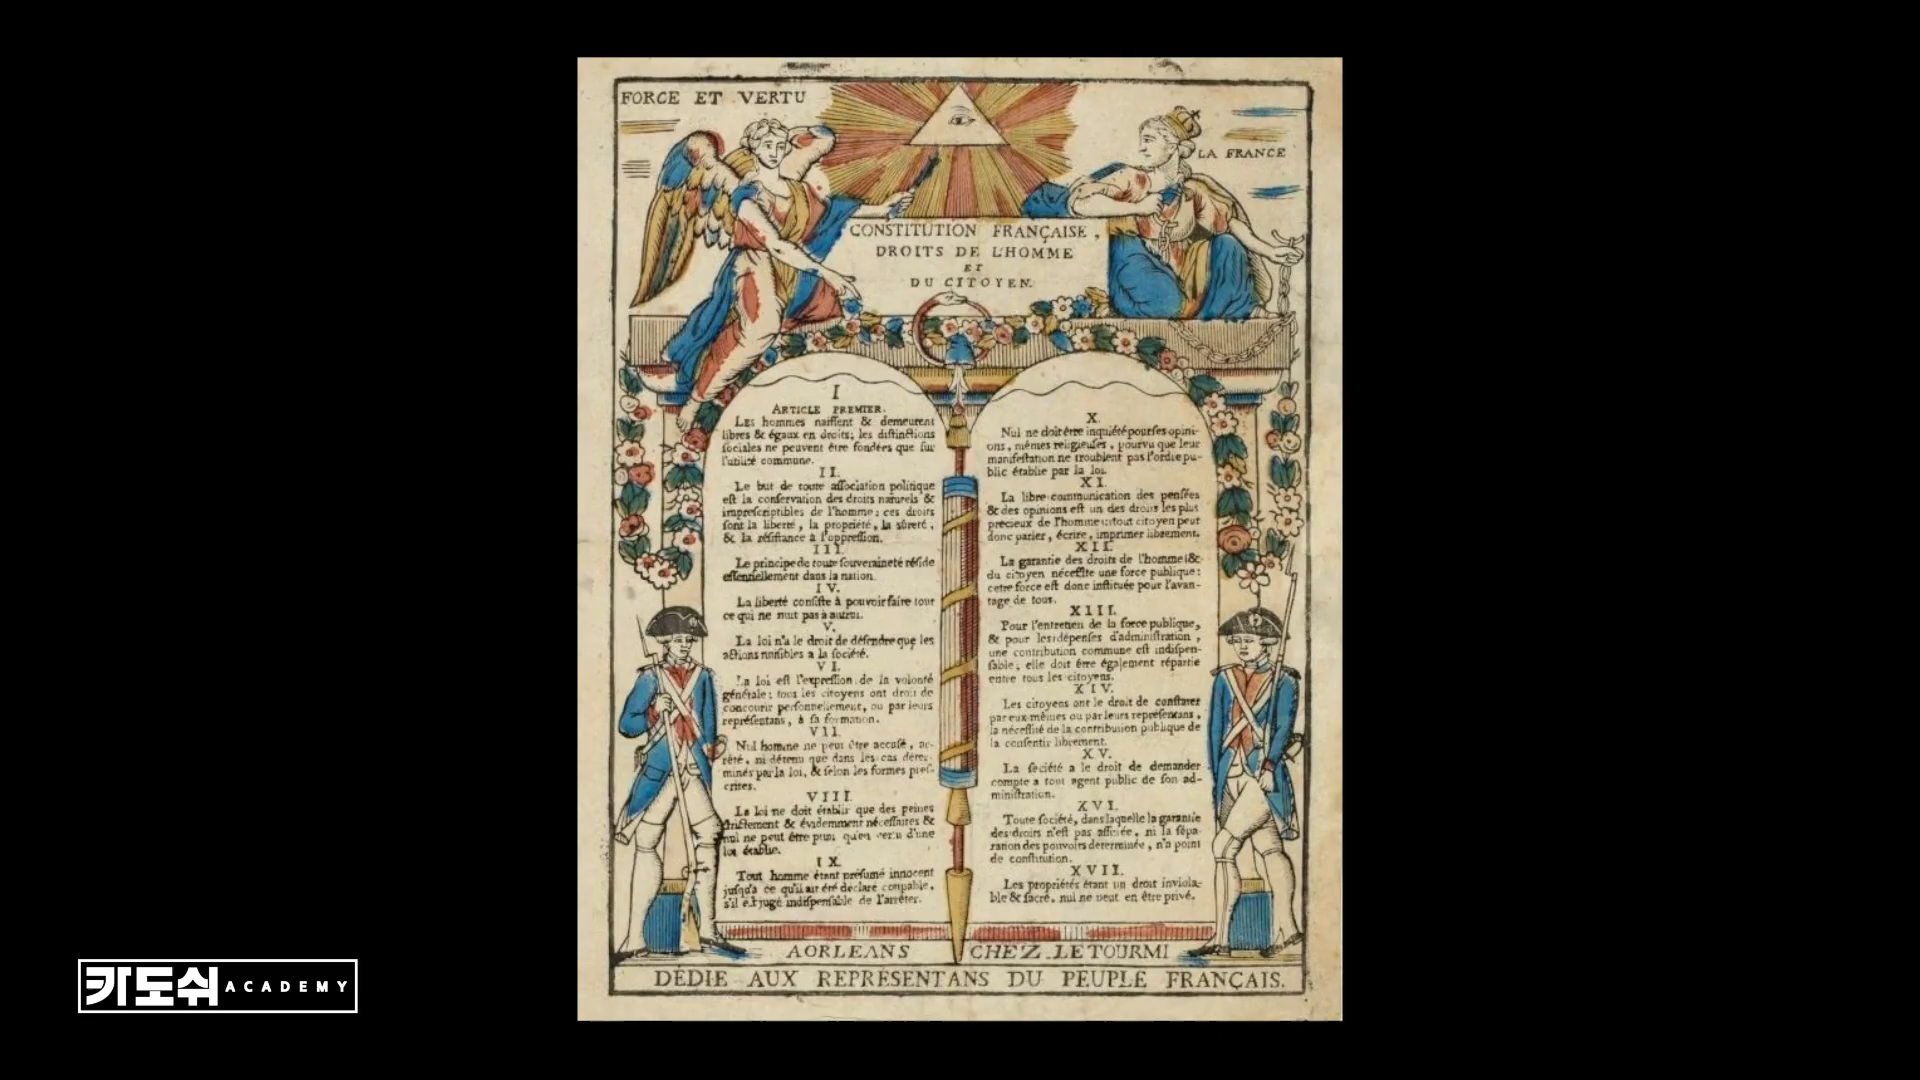 FORCE ET VERTU
LA FRANCE
CONSTITUTION FRANÇAISE,
DROITS DE L'HOMME
ET
DU CITOYEN.
I
ARTICLE PREMIER.
LES hommes naiſſent & demeurent
libres & égaux en droits; les diſtinctions
ſociales ne peuvent être fondées que ſur
l'utilité commune.
II.
Le but de toute aſſociation politique
eſt la conſervation des droits naturels &
impreſcriptibles de l'homme; ces droits
ſont la liberté, la propriété, la sûreté,
& la réſiſtance à l'oppreſſion.
III.
Le principe de toute ſouveraineté réſide
eſſentiellement dans la nation.
IV.
La liberté conſiſte à pouvoir faire tout
ce qui ne nuit pas à autrui.
V.
La loi n'a le droit de défendre que les
actions nuiſibles a la société.
VI.
La loi eſt l'expreſſion de la volonté
générale; tous les citoyens ont droit de
concourir perſonnellement, ou par leurs
repréſentans, à ſa formation.
VII.
Nul homme ne peut être accuſé, ar-
rêté, ni détenu que dans les cas déter-
minés par la loi, & ſelon les formes preſ-
crites.
VIII.
La loi ne doit établir que des peines
ſtrictement & évidemment néceſſaires &
nul ne peut être puni qu'en vertu d'une
loi établie.
IX.
Tout homme étant préſumé innocent
juſqu'a ce qu'il ait été déclaré coupable,
s'il eſt jugé indiſpenſable de l'arrêter.
X.
Nul ne doit être inquiété pour ſes opini-
ons, mêmes religieuſes, pourvu que leur
manifeſtation ne troublent pas l'ordre pu-
blic établie par la loi.
XI.
La libre communication des penſées
& des opinions eſt un des droits les plus
précieux de l'homme: tout citoyen peut
donc parler, écrire, imprimer librement.
XII.
La garantie des droits de l'homme &
du citoyen néceſſite une force publique:
cette force eſt donc inſtituée pour l'avan-
tage de tous.
XIII.
Pour l'entretien de la force publique,
& pour les dépenſes d'adminiſtration,
une contribution commune eſt indiſpen-
ſable; elle doit être également répartie
entre tous les citoyens.
XIV.
Les citoyens ont le droit de conſtater
par eux-mêmes ou par leurs repréſentans,
la néceſſité de la contribution publique de
la conſentir librement.
XV.
La ſociété a le droit de demander
compte a tout agent public de ſon ad-
miniſtration.
XVI.
Toute ſociété, dans laquelle la garantie
des droits n'eſt pas aſſurée, ni la ſépa-
ration des pouvoirs determinée, n'a point
de conſtitution.
XVII.
Les propriétés étant un droit inviola-
ble & ſacré, nul ne peut en être privé.
A ORLEANS CHEZ LETOURMI
DÉDIE AUX REPRÉSENTANS DU PEUPLE FRANÇAIS.
카도쉬 ACADEMY